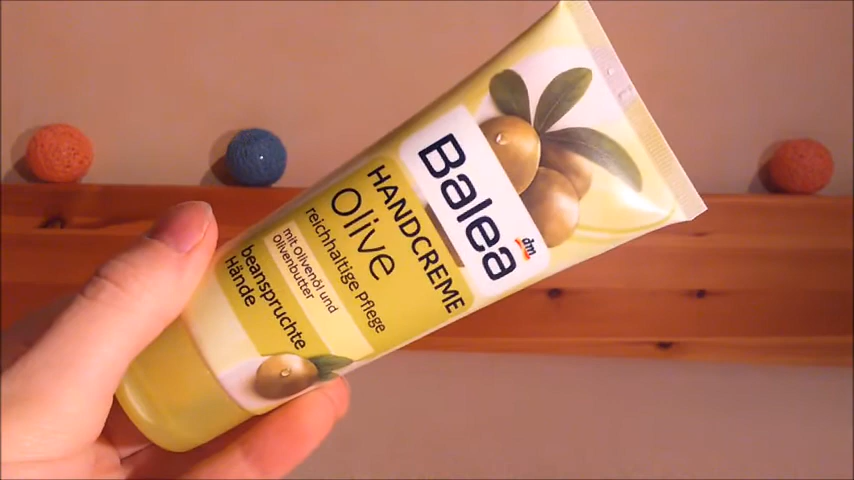 Balea
dm
HANDCREME
Olive
reichhaltige Pflege
mit Olivenöl und
Olivenbutter
beanspruchte
Hände